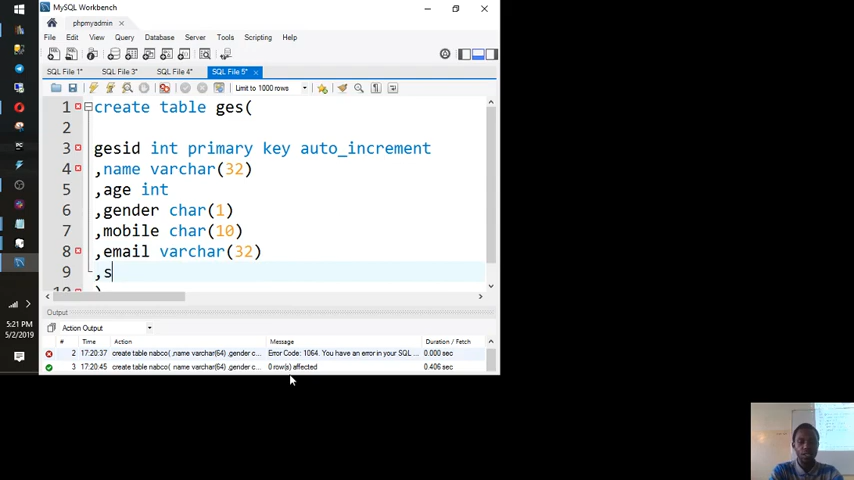 MySQL Workbench
phpmyadmin ×
File Edit View Query Database Server Tools Scripting Help
SQL File 1* SQL File 3* SQL File 4* SQL File 5* ×
Limit to 1000 rows
1 create table ges(
2
3 gesid int primary key auto_increment
4 ,name varchar(32)
5 ,age int
6 ,gender char(1)
7 ,mobile char(10)
8 ,email varchar(32)
9 ,s
10 )
Output
Action Output
# Time Action Message Duration / Fetch
2 17:20:37 create table nabco( ,name varchar(64) ,gender c... Error Code: 1064. You have an error in your SQL ... 0.000 sec
3 17:20:45 create table nabco( name varchar(64) ,gender c... 0 row(s) affected 0.406 sec
5:21 PM
5/2/2019